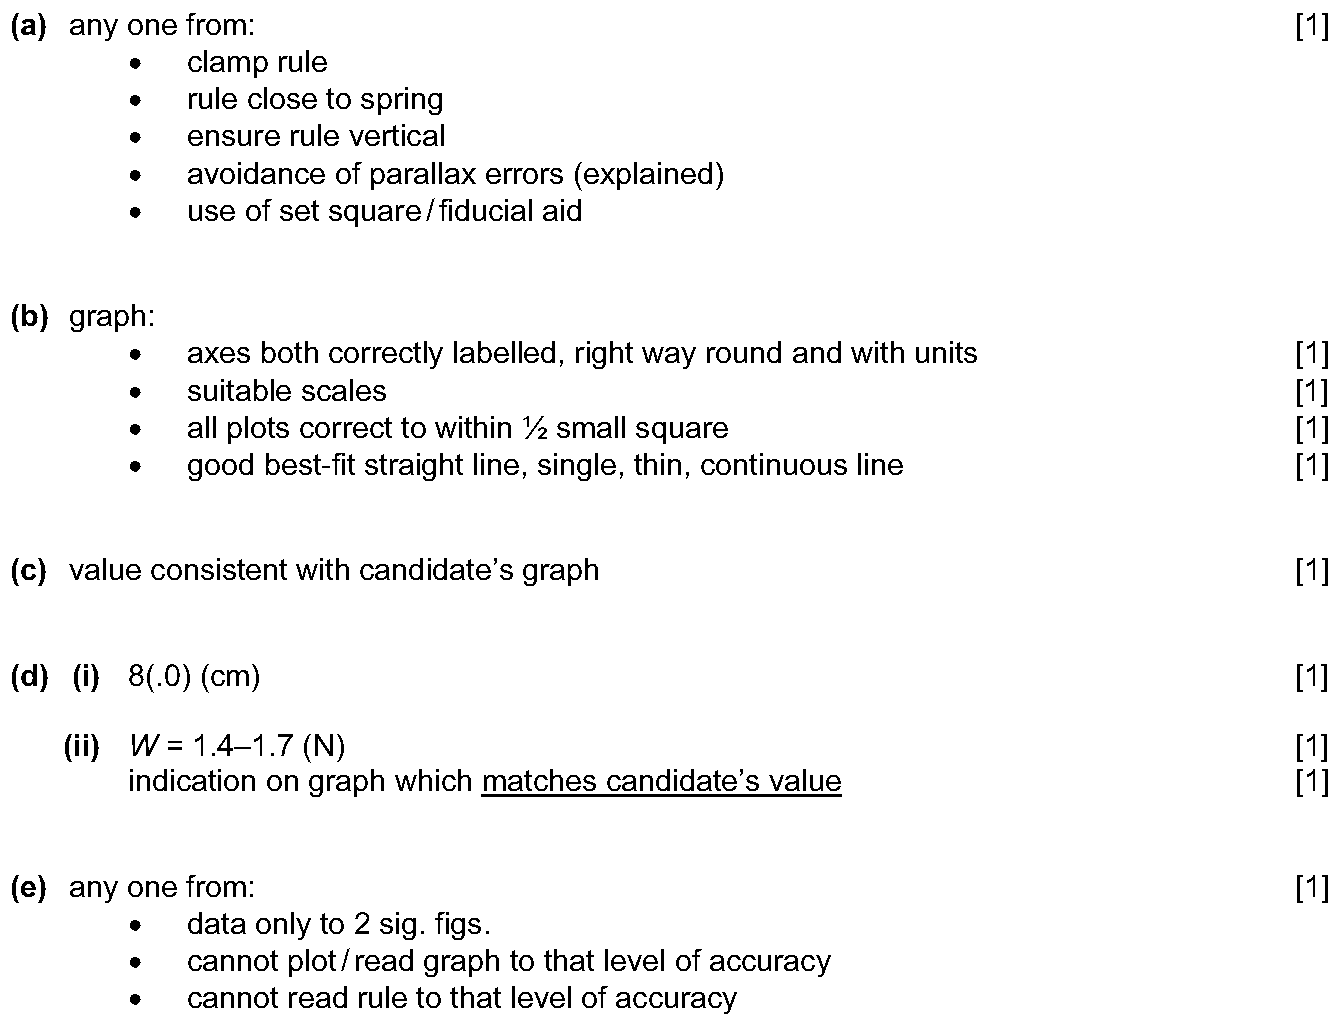 (a) any one from: [1]
• clamp rule
• rule close to spring
• ensure rule vertical
• avoidance of parallax errors (explained)
• use of set square/fiducial aid
(b) graph:
• axes both correctly labelled, right way round and with units [1]
• suitable scales [1]
• all plots correct to within ½ small square [1]
• good best-fit straight line, single, thin, continuous line [1]
(c) value consistent with candidate’s graph [1]
(d) (i) 8(.0) (cm) [1]
(ii) W = 1.4–1.7 (N) [1]
indication on graph which matches candidate’s value [1]
(e) any one from: [1]
• data only to 2 sig. figs.
• cannot plot/read graph to that level of accuracy
• cannot read rule to that level of accuracy